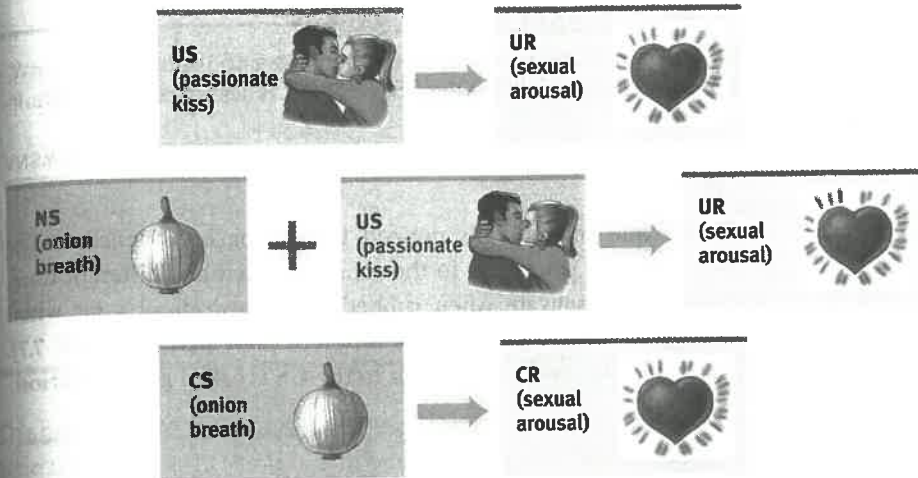 US
(passionate
kiss)
UR
(sexual
arousal)
NS
(onion
breath)
+
US
(passionate
kiss)
UR
(sexual
arousal)
CS
(onion
breath)
CR
(sexual
arousal)